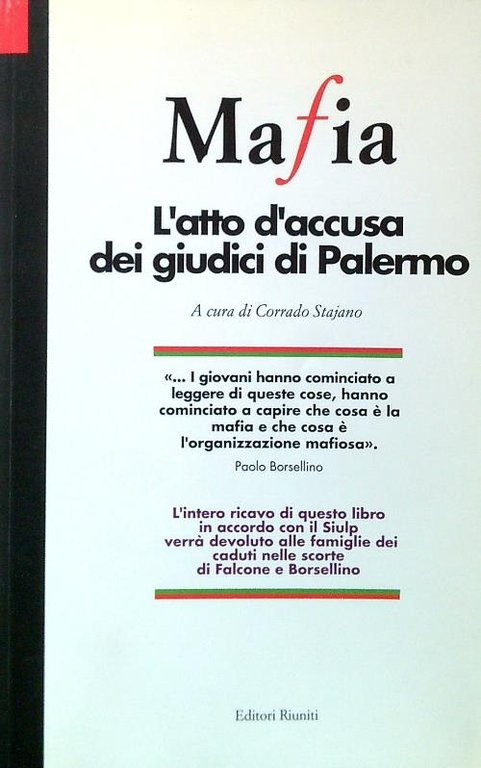 Mafia
L'atto d'accusa
dei giudici di Palermo
A cura di Corrado Stajano
«... I giovani hanno cominciato a
leggere di queste cose, hanno
cominciato a capire che cosa è la
mafia e che cosa è
l'organizzazione mafiosa».
Paolo Borsellino
L'intero ricavo di questo libro
in accordo con il Siulp
verrà devoluto alle famiglie dei
caduti nelle scorte
di Falcone e Borsellino
Editori Riuniti